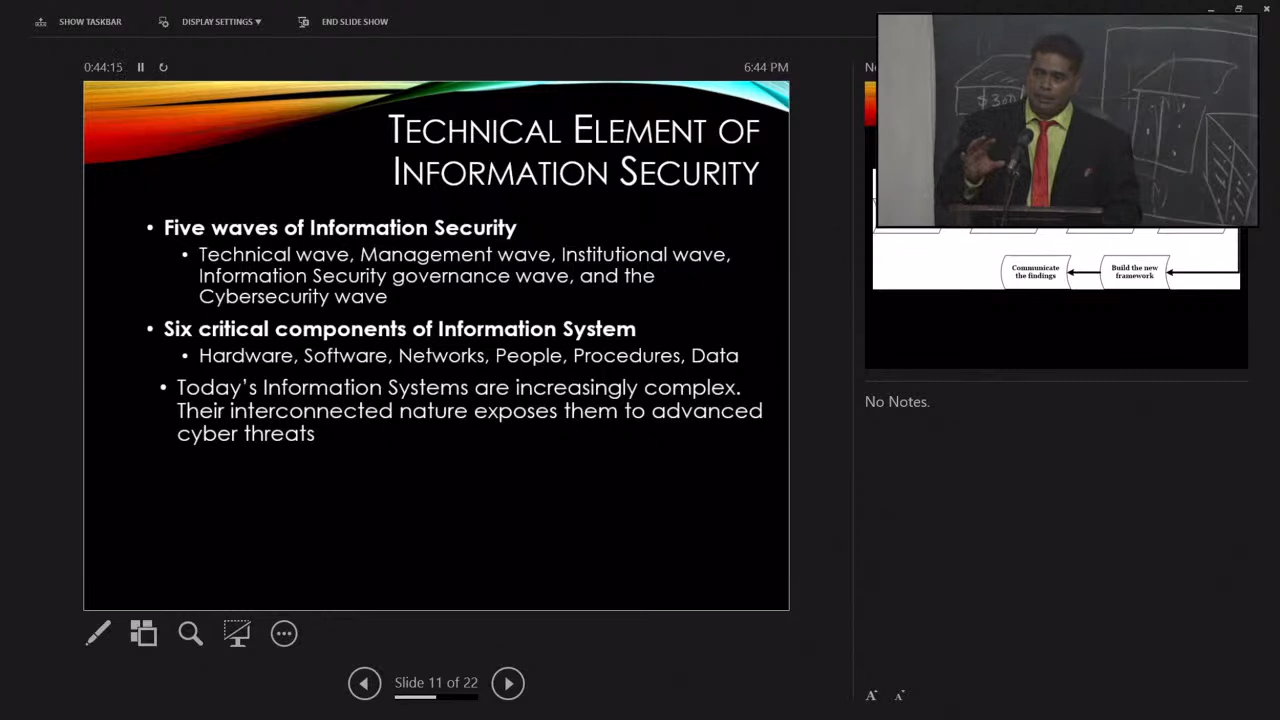 SHOW TASKBAR
DISPLAY SETTINGS ▼
END SLIDE SHOW
0:44:15
6:44 PM
TECHNICAL ELEMENT OF
INFORMATION SECURITY
• Five waves of Information Security
• Technical wave, Management wave, Institutional wave,
Information Security governance wave, and the
Cybersecurity wave
• Six critical components of Information System
• Hardware, Software, Networks, People, Procedures, Data
• Today's Information Systems are increasingly complex.
Their interconnected nature exposes them to advanced
cyber threats
Slide 11 of 22
Communicate
the findings
Build the new
framework
No Notes.
A
A